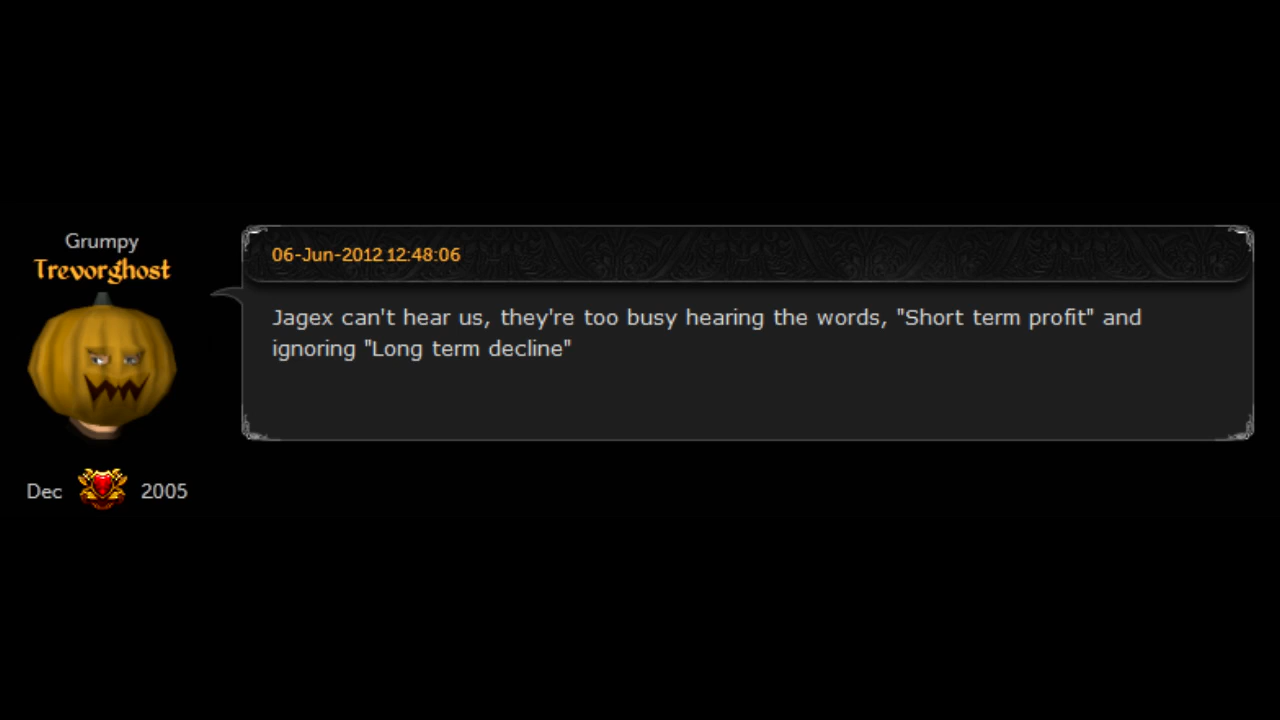 Grumpy
Trevorghost
06-Jun-2012 12:48:06
Jagex can't hear us, they're too busy hearing the words, "Short term profit" and
ignoring "Long term decline"
Dec 2005